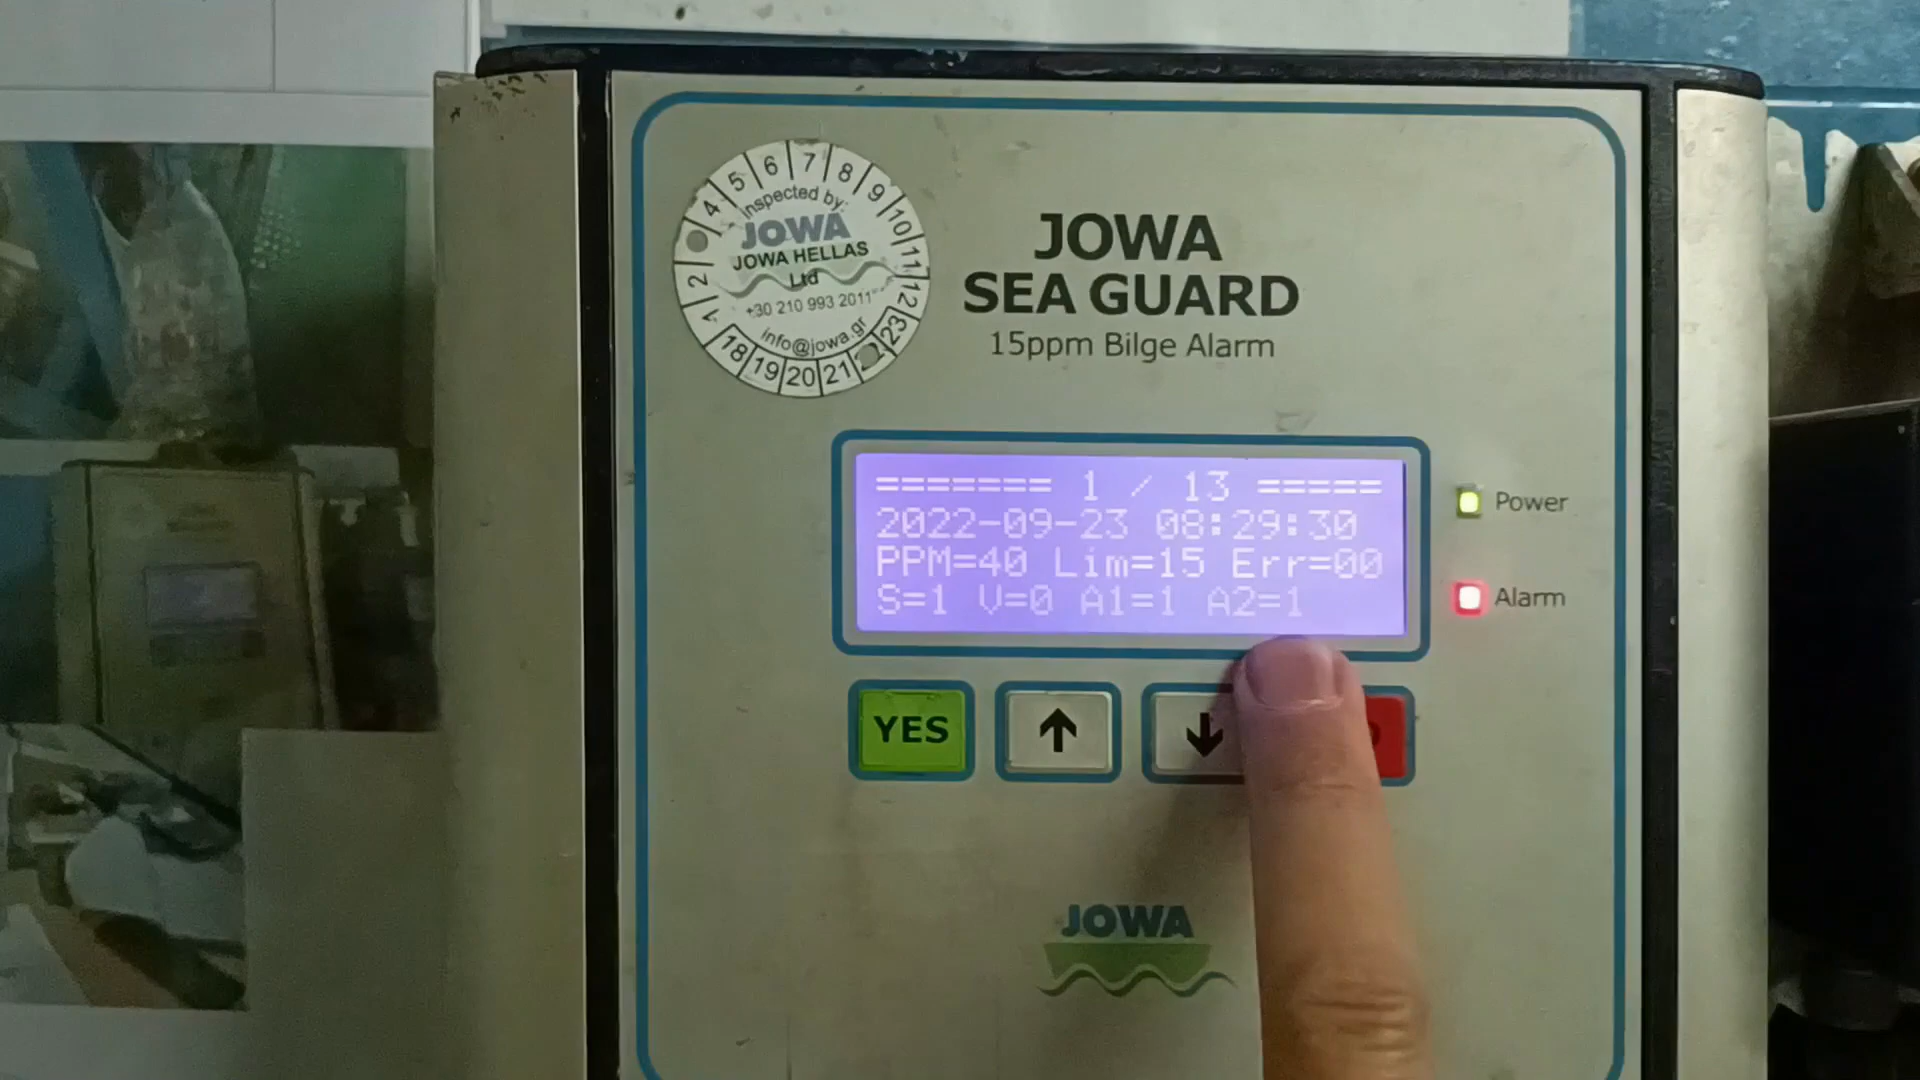 4 5 6 7 8 9 10 11 12
Inspected by:
JOWA
JOWA HELLAS
Ltd
+30 210 993 2011
info@jowa.gr
1 2
18 19 20 21 23
JOWA
SEA GUARD
15ppm Bilge Alarm
======= 1 / 13 =====
2022-09-23 08:29:30
PPM=40 Lim=15 Err=00
S=1 V=0 A1=1 A2=1
Power
Alarm
YES ↑ ↓
JOWA